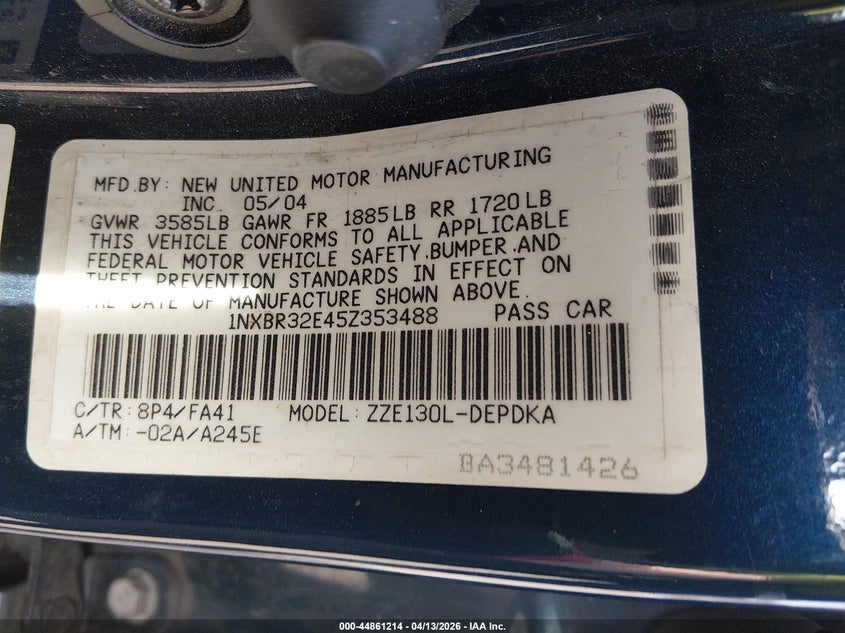 MFD.BY: NEW UNITED MOTOR MANUFACTURING
INC. 05/04
GVWR 3585LB GAWR FR 1885LB RR 1720LB
THIS VEHICLE CONFORMS TO ALL APPLICABLE
FEDERAL MOTOR VEHICLE SAFETY.BUMPER.AND
THEFT PREVENTION STANDARDS IN EFFECT ON
THE DATE OF MANUFACTURE SHOWN ABOVE.
1NXBR32E45Z353488 PASS CAR
C/TR: 8P4/FA41 MODEL: ZZE130L-DEPDKA
A/TM: -02A/A245E
BA3481426
000-44861214 - 04/13/2026 - IAA Inc.